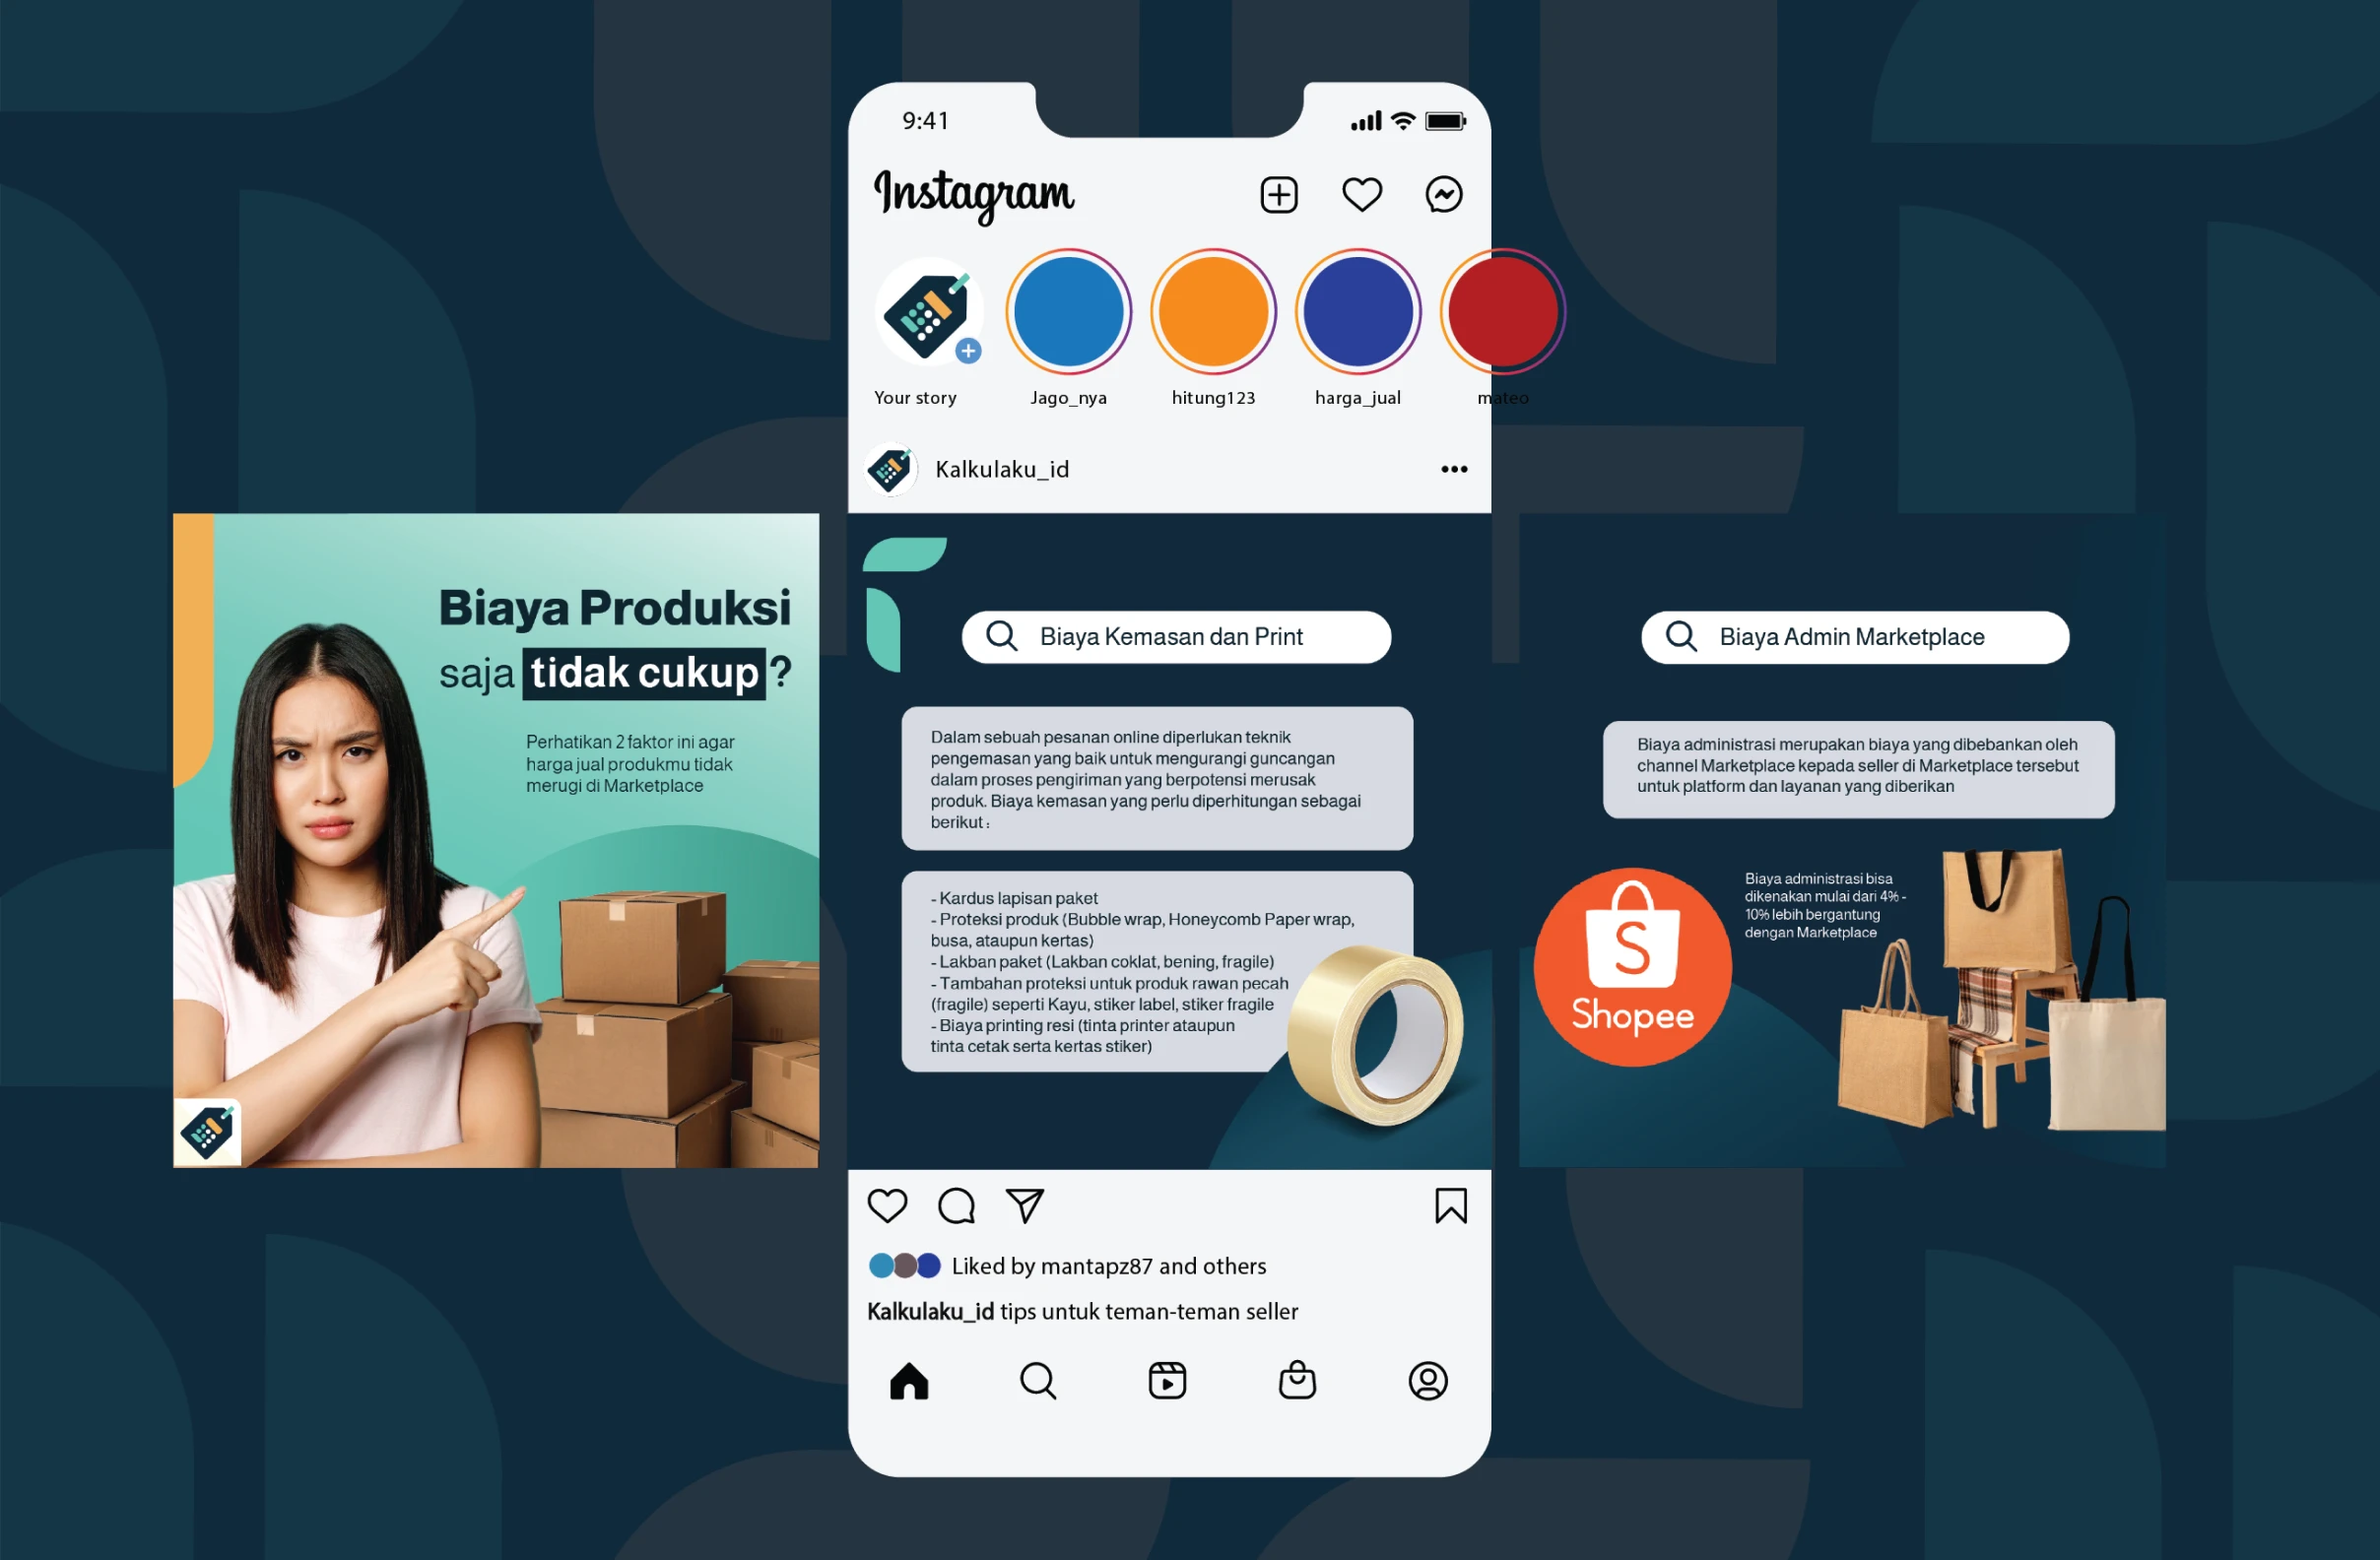 9:41
Instagram
Your story
Jago_nya
hitung123
harga_jual
mateo
Kalkulaku_id
Biaya Produksi
saja tidak cukup?
Perhatikan 2 faktor ini agar
harga jual produkmu tidak
merugi di Marketplace
Biaya Kemasan dan Print
Dalam sebuah pesanan online diperlukan teknik
pengemasan yang baik untuk mengurangi guncangan
dalam proses pengiriman yang berpotensi merusak
produk. Biaya kemasan yang perlu diperhitungan sebagai
berikut :
- Kardus lapisan paket
- Proteksi produk (Bubble wrap, Honeycomb Paper wrap,
busa, ataupun kertas)
- Lakban paket (Lakban coklat, bening, fragile)
- Tambahan proteksi untuk produk rawan pecah
(fragile) seperti Kayu, stiker label, stiker fragile
- Biaya printing resi (tinta printer ataupun
tinta cetak serta kertas stiker)
Biaya Admin Marketplace
Biaya administrasi merupakan biaya yang dibebankan oleh
channel Marketplace kepada seller di Marketplace tersebut
untuk platform dan layanan yang diberikan
Biaya administrasi bisa
dikenakan mulai dari 4% -
10% lebih bergantung
dengan Marketplace
S
Shopee
Liked by mantapz87 and others
Kalkulaku_id tips untuk teman-teman seller